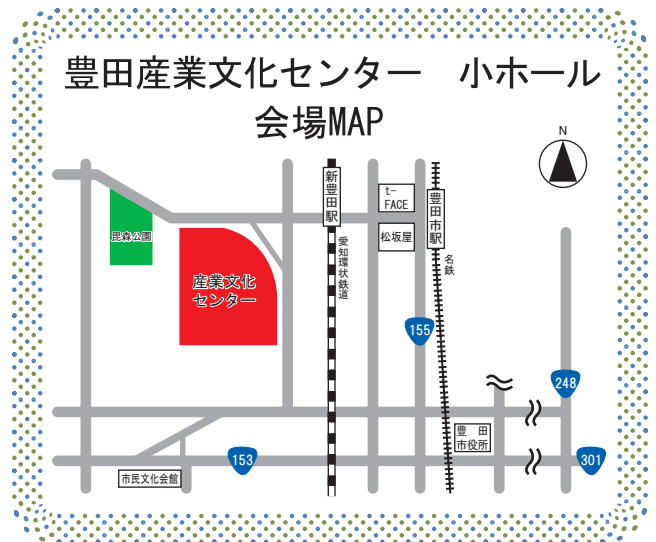 豊田産業文化センター　小ホール
会場MAP
N
新豊田駅
t-
FACE
豊田市駅
毘森公園
松坂屋
愛知環状鉄道
名鉄
産業文化
センター
155
248
豊　田
市役所
153
301
市民文化会館